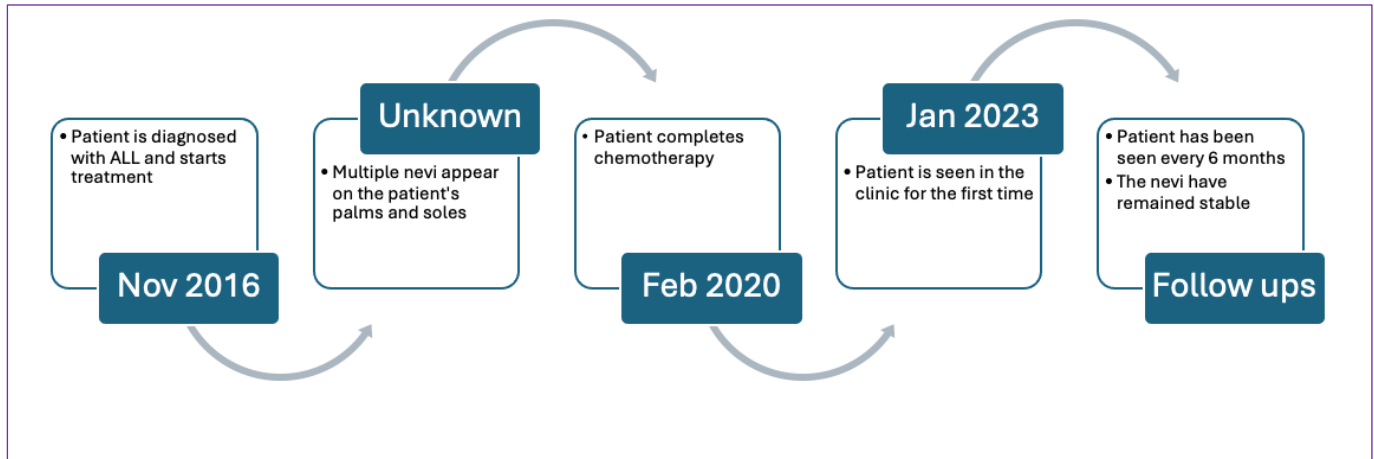 • Patient is diagnosed
with ALL and starts
treatment
Nov 2016
Unknown
• Multiple nevi appear
on the patient's
palms and soles
• Patient completes
chemotherapy
Feb 2020
Jan 2023
• Patient is seen in the
clinic for the first time
• Patient has been
seen every 6 months
• The nevi have
remained stable
Follow ups